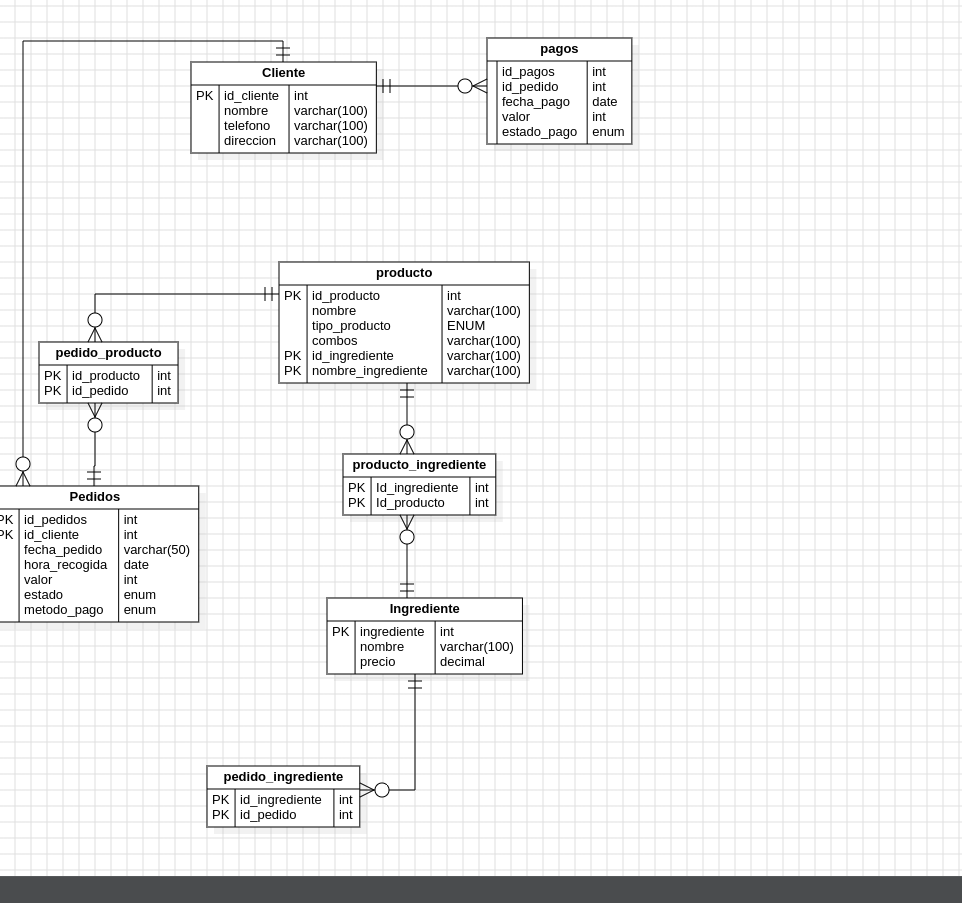 Cliente
PK id_cliente int
nombre varchar(100)
telefono varchar(100)
direccion varchar(100)
pagos
id_pagos int
id_pedido int
fecha_pago date
valor int
estado_pago enum
producto
PK id_producto int
nombre varchar(100)
tipo_producto ENUM
combos varchar(100)
PK id_ingrediente varchar(100)
PK nombre_ingrediente varchar(100)
pedido_producto
PK id_producto int
PK id_pedido int
producto_ingrediente
PK Id_ingrediente int
PK Id_producto int
Pedidos
PK id_pedidos int
PK id_cliente int
fecha_pedido varchar(50)
hora_recogida date
valor int
estado enum
metodo_pago enum
Ingrediente
PK ingrediente int
nombre varchar(100)
precio decimal
pedido_ingrediente
PK id_ingrediente int
PK id_pedido int